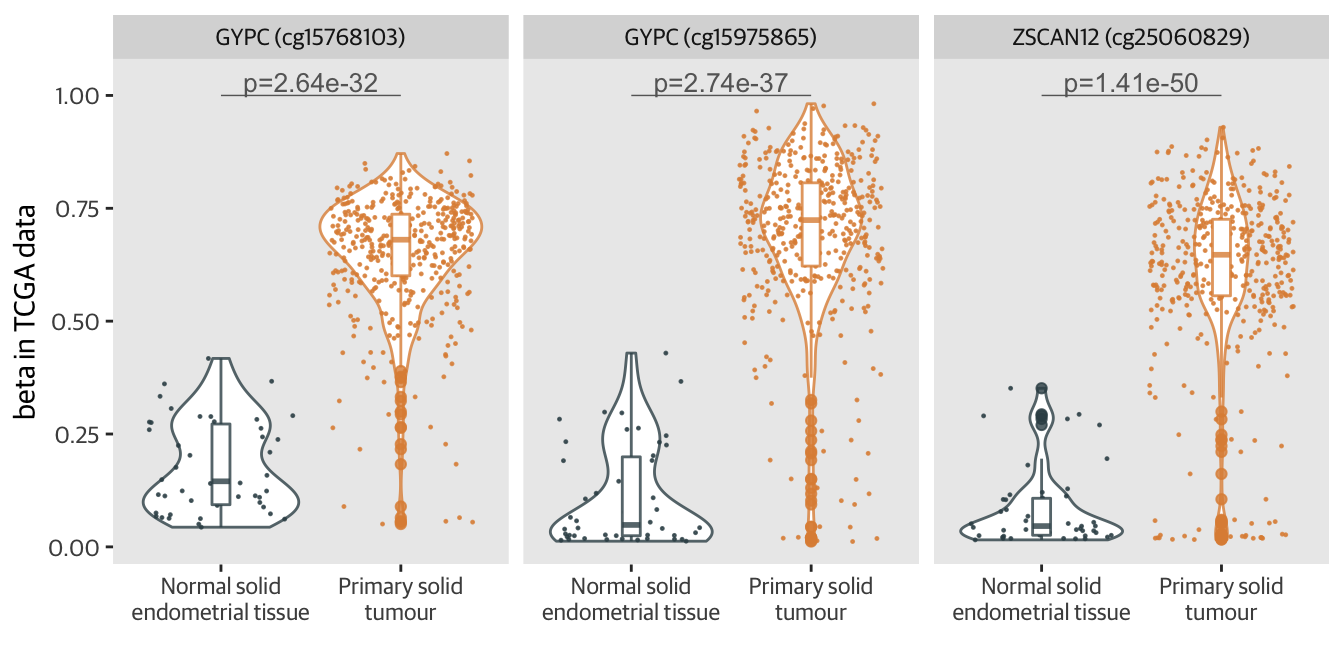 GYPC (cg15768103)
GYPC (cg15975865)
ZSCAN12 (cg25060829)
p=2.64e-32
p=2.74e-37
p=1.41e-50
beta in TCGA data
1.00
0.75
0.50
0.25
0.00
Normal solid
endometrial tissue
Primary solid
tumour
Normal solid
endometrial tissue
Primary solid
tumour
Normal solid
endometrial tissue
Primary solid
tumour